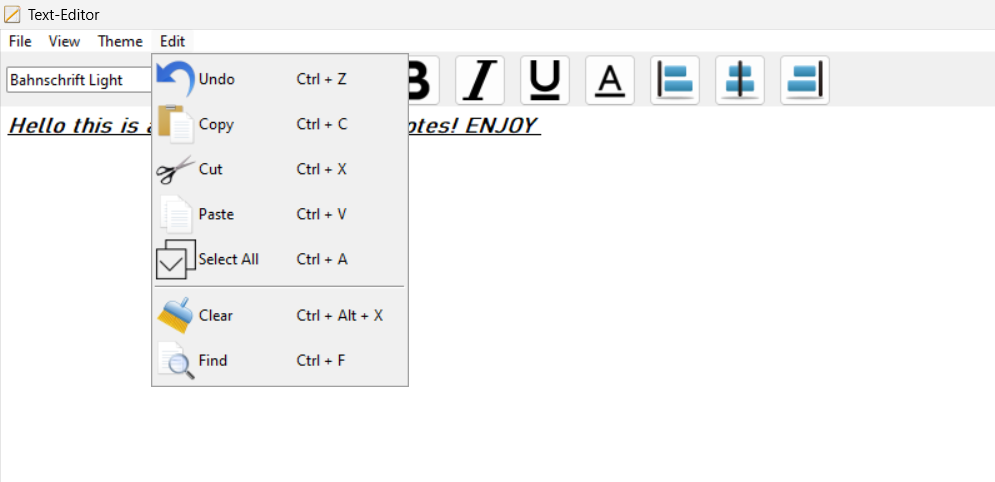 Text-Editor
File View Theme Edit
Bahnschrift Light
B I U A
Hello this is
otes! ENJOY
Undo Ctrl + Z
Copy Ctrl + C
Cut Ctrl + X
Paste Ctrl + V
Select All Ctrl + A
Clear Ctrl + Alt + X
Find Ctrl + F